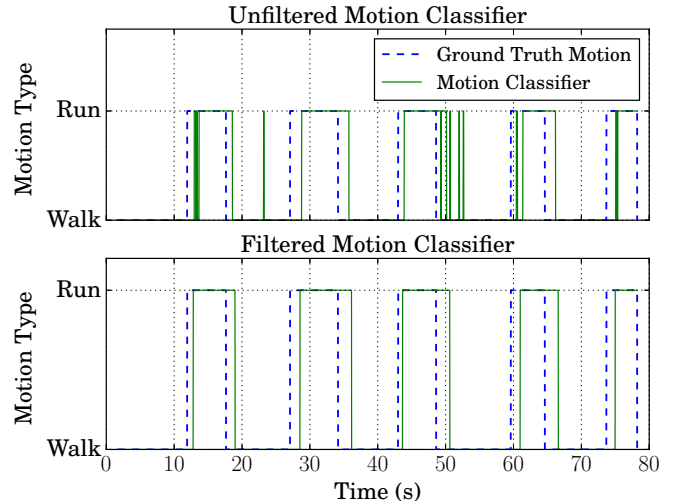 Unfiltered Motion Classifier
Ground Truth Motion
Motion Classifier
Motion Type
Run
Walk
Filtered Motion Classifier
Motion Type
Run
Walk
0 10 20 30 40 50 60 70 80
Time (s)